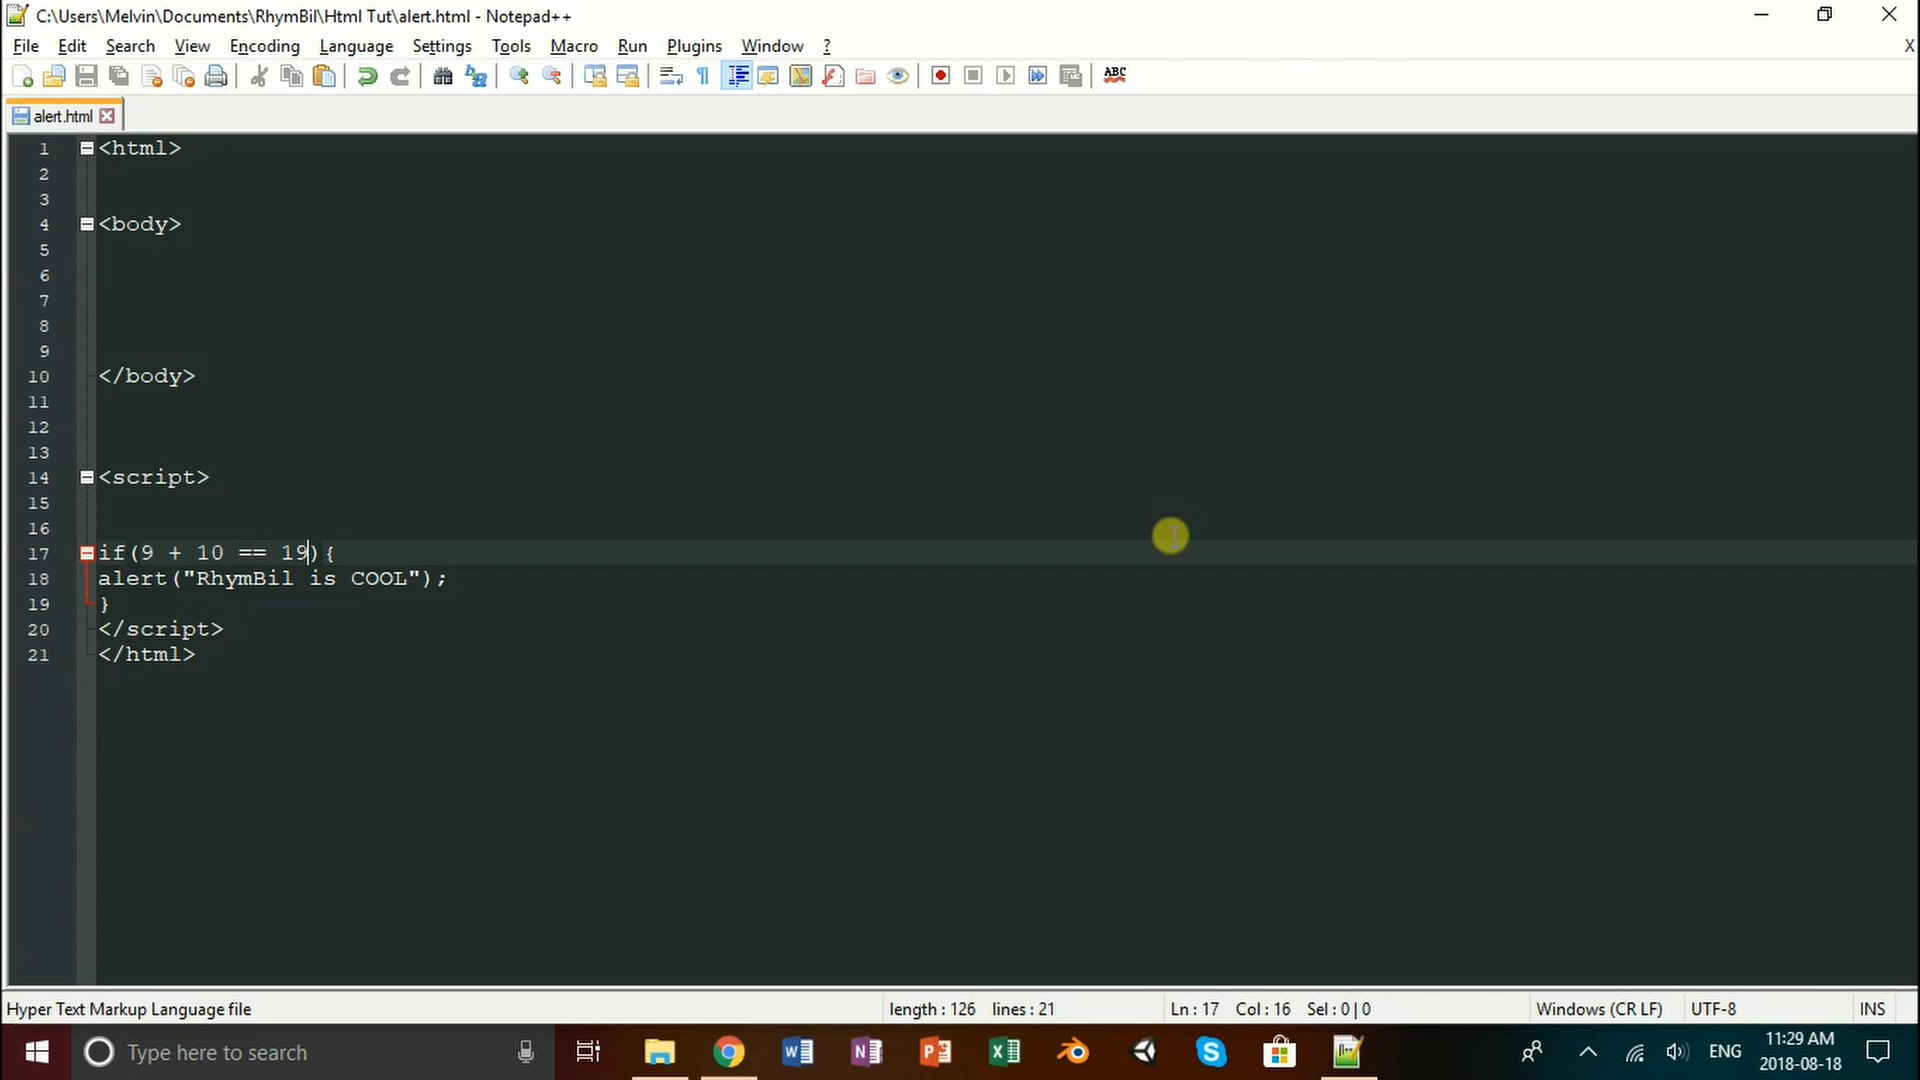 C:\Users\Melvin\Documents\RhymBil\Html Tut\alert.html - Notepad++
File Edit Search View Encoding Language Settings Tools Macro Run Plugins Window ?
X
ABC
alert.html
1 <html>
2
3
4 <body>
5
6
7
8
9
10 </body>
11
12
13
14 <script>
15
16
17 if(9 + 10 == 19){
18 alert("RhymBil is COOL");
19 }
20 </script>
21 </html>
Hyper Text Markup Language file length : 126 lines : 21 Ln : 17 Col : 16 Sel : 0 | 0 Windows (CR LF) UTF-8 INS
Type here to search ENG 11:29 AM
2018-08-18